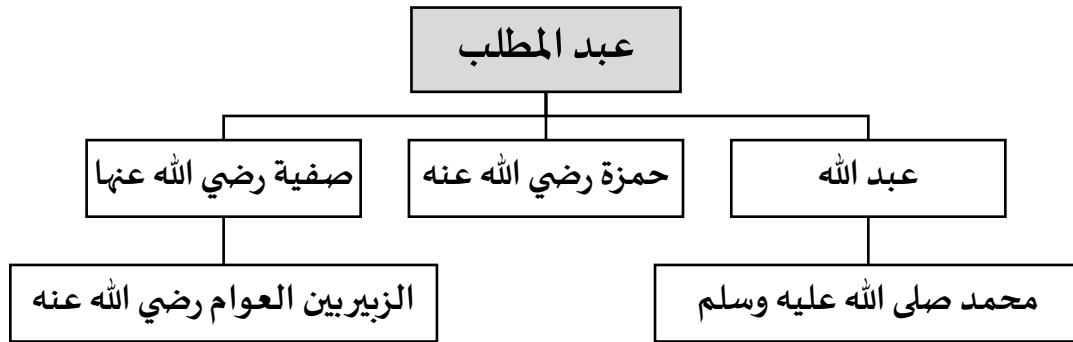 عبد المطلب
عبد الله
حمزة رضي الله عنه
صفية رضي الله عنها
محمد صلى الله عليه وسلم
الزبيربين العوام رضي الله عنه